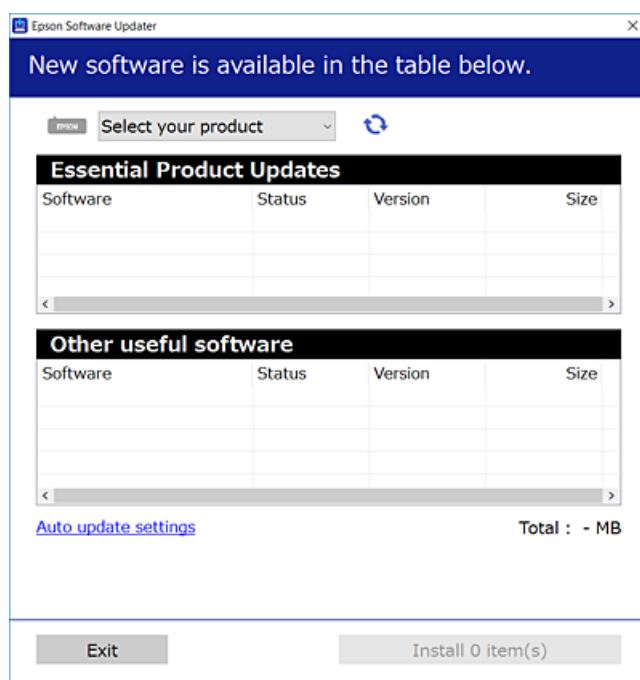 Epson Software Updater
New software is available in the table below.
EPSON Select your product
Essential Product Updates
Software Status Version Size
Other useful software
Software Status Version Size
Auto update settings Total : - MB
Exit Install 0 item(s)